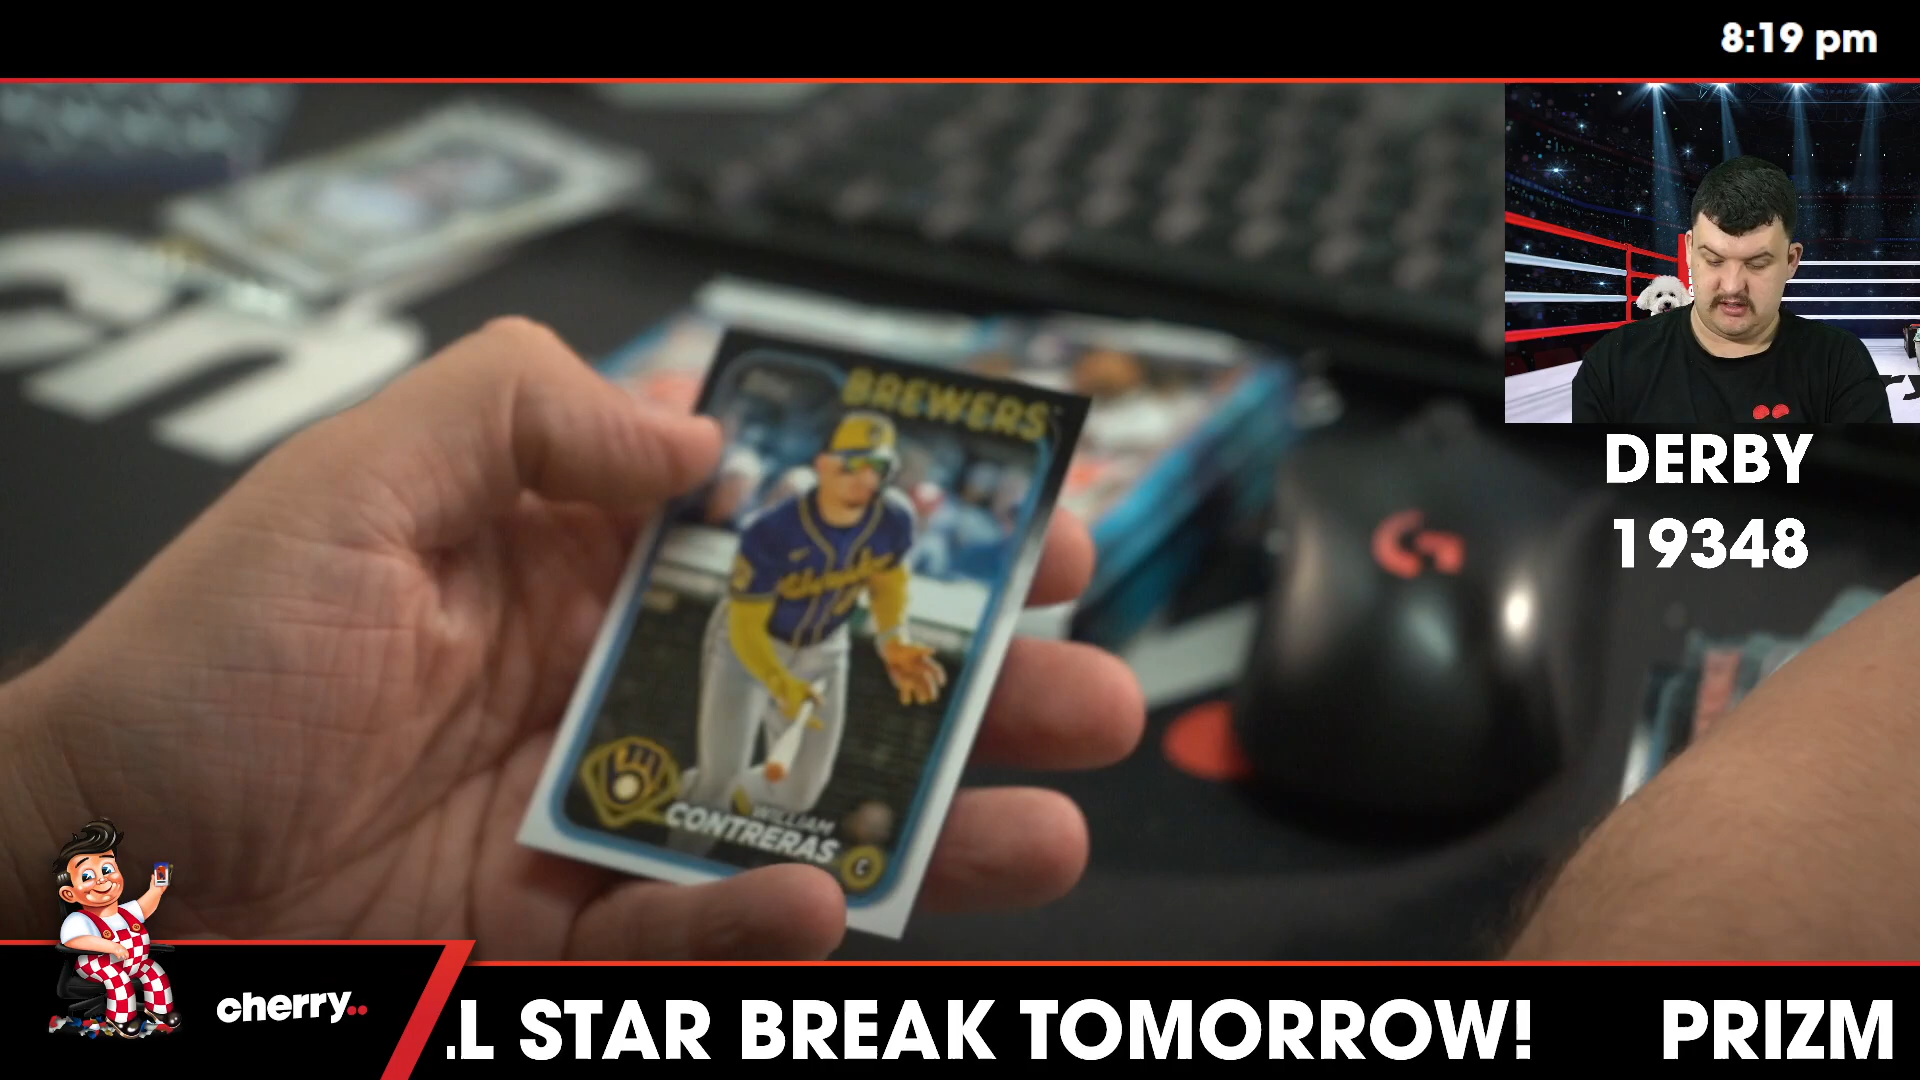 8:19 pm
BREWERS
WILLIAM
CONTRERAS
C
DERBY
19348
cherry..
.L STAR BREAK TOMORROW!
PRIZM